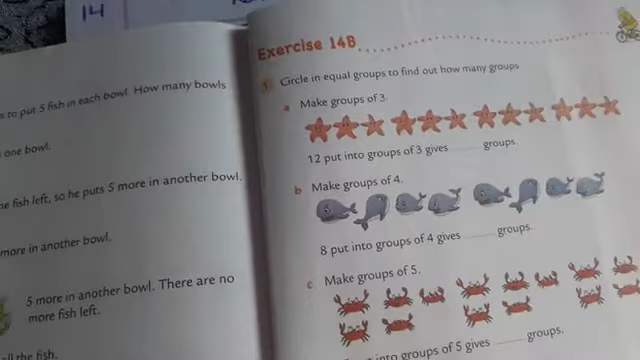 14
to put 5 fish in each bowl. How many bowls
one bowl.
fish left, so he puts 5 more in another bowl.
more in another bowl.
5 more in another bowl. There are no
more fish left.
the fish.
Exercise 14B
1 Circle in equal groups to find out how many groups
a Make groups of 3.
12 put into groups of 3 gives ____ groups.
b Make groups of 4.
8 put into groups of 4 gives ____ groups.
c Make groups of 5.
put into groups of 5 gives ____ groups.